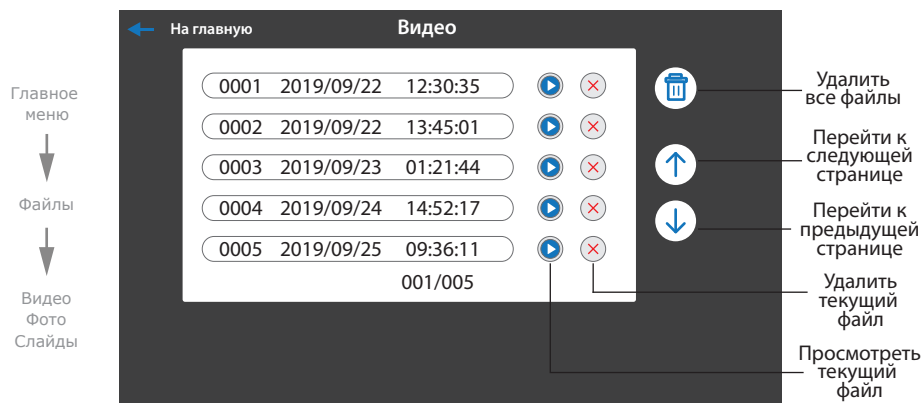 На главную
Видео
Главное
меню
Файлы
Видео
Фото
Слайды
0001 2019/09/22 12:30:35
0002 2019/09/22 13:45:01
0003 2019/09/23 01:21:44
0004 2019/09/24 14:52:17
0005 2019/09/25 09:36:11
001/005
Удалить
все файлы
Перейти к
следующей
странице
Перейти к
предыдущей
странице
Удалить
текущий
файл
Просмотреть
текущий
файл